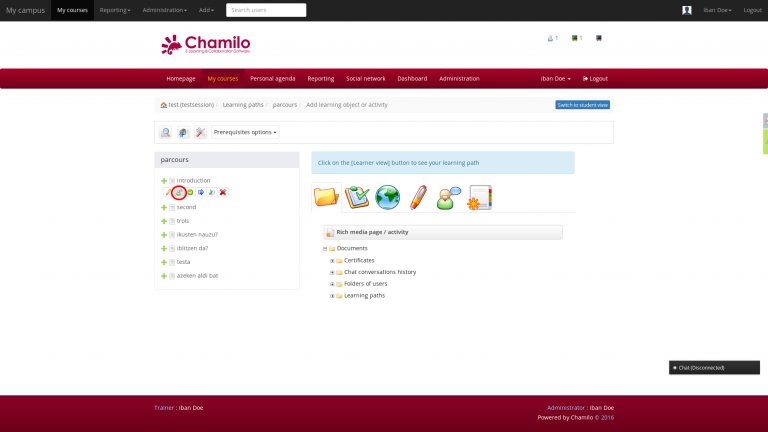 My campus My courses Reporting Administration Add Search users Iban Doe Logout
Chamilo
E-learning & Collaboration Software
1 1
Homepage My courses Personal agenda Reporting Social network Dashboard Administration Iban Doe Logout
test (testsession) / Learning paths / parcours / Add learning object or activity
Switch to student view
Prerequisites options
parcours
introduction
second
trois
ikusten nauzu?
iblitzen da?
testa
azeken aldi bat
Click on the [Learner view] button to see your learning path
Rich media page / activity
Documents
Certificates
Chat conversations history
Folders of users
Learning paths
Chat (Disconnected)
Trainer : Iban Doe
Administrator : Iban Doe
Powered by Chamilo © 2016